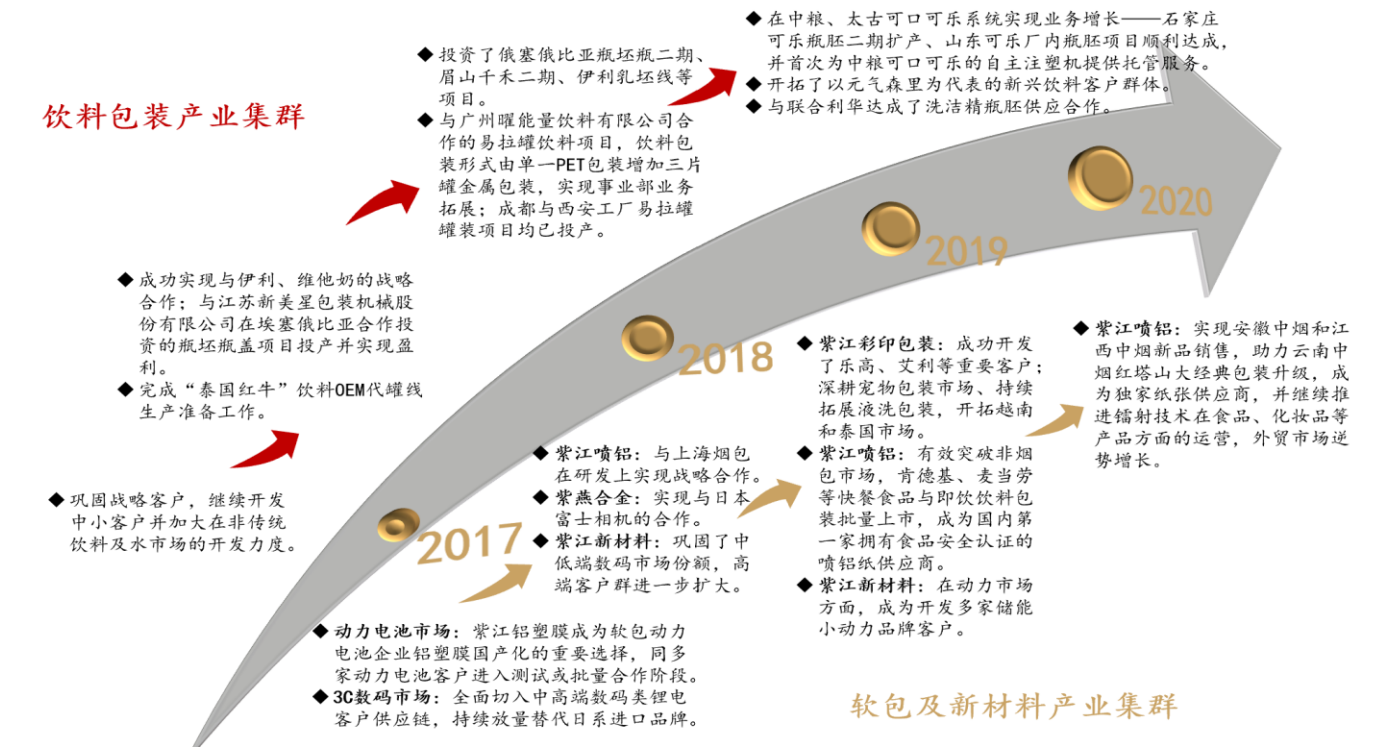 饮料包装产业集群
◆ 巩固战略客户，继续开发
中小客户并加大在非传统
饮料及水市场的开发力度。
◆ 成功实现与伊利、维他奶的战略
合作；与江苏新美星包装机械股
份有限公司在埃塞俄比亚合作投
资的瓶坯瓶盖项目投产并实现盈
利。
◆ 完成“泰国红牛”饮料OEM代罐线
生产准备工作。
◆ 投资了俄塞俄比亚瓶坯瓶二期、
眉山千禾二期、伊利乳坯线等
项目。
◆ 与广州曜能量饮料有限公司合
作的易拉罐饮料项目，饮料包
装形式由单一PET包装增加三片
罐金属包装，实现事业部业务
拓展；成都与西安工厂易拉罐
罐装项目均已投产。
◆ 在中粮、太古可口可乐系统实现业务增长——石家庄
可乐瓶胚二期扩产、山东可乐厂内瓶胚项目顺利达成，
并首次为中粮可口可乐的自主注塑机提供托管服务。
◆ 开拓了以元气森里为代表的新兴饮料客户群体。
◆ 与联合利华达成了洗洁精瓶胚供应合作。
2017
2018
2019
2020
◆ 动力电池市场：紫江铝塑膜成为软包动力
电池企业铝塑膜国产化的重要选择，同多
家动力电池客户进入测试或批量合作阶段。
◆ 3C数码市场：全面切入中高端数码类锂电
客户供应链，持续放量替代日系进口品牌。
◆ 紫江喷铝：与上海烟包
在研发上实现战略合作。
◆ 紫燕合金：实现与日本
富士相机的合作。
◆ 紫江新材料：巩固了中
低端数码市场份额，高
端客户群进一步扩大。
◆ 紫江彩印包装：成功开发
了乐高、艾利等重要客户；
深耕宠物包装市场、持续
拓展液洗包装，开拓越南
和泰国市场。
◆ 紫江喷铝：有效突破非烟
包市场，肯德基、麦当劳
等快餐食品与即饮饮料包
装批量上市，成为国内第
一家拥有食品安全认证的
喷铝纸供应商。
◆ 紫江新材料：在动力市场
方面，成为开发多家储能
小动力品牌客户。
◆ 紫江喷铝：实现安徽中烟和江
西中烟新品销售，助力云南中
烟红塔山大经典包装升级，成
为独家纸张供应商，并继续推
进镭射技术在食品、化妆品等
产品方面的运营，外贸市场逆
势增长。
软包及新材料产业集群